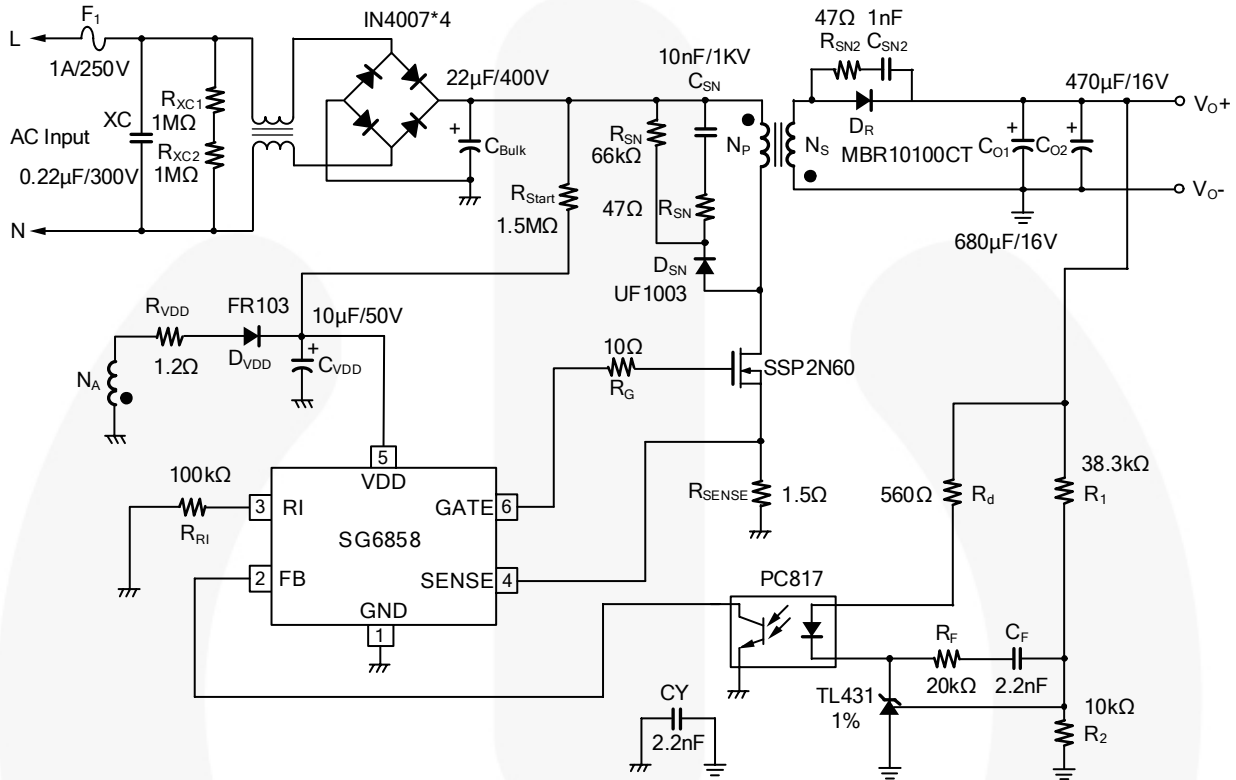 F1
IN4007*4
47Ω 1nF
RSN2 CSN2
L
1A/250V
22µF/400V
10nF/1KV
CSN
470µF/16V
VO+
RXC1
1MΩ
XC
AC Input
RXC2
1MΩ
0.22µF/300V
+
CBulk
RSN
66kΩ
NP
NS
DR
MBR10100CT
+
CO1
CO2
+
RStart
1.5MΩ
47Ω
RSN
VO-
N
680µF/16V
DSN
UF1003
RVDD
FR103
10µF/50V
1.2Ω
DVDD
+
CVDD
NA
10Ω
RG
SSP2N60
100kΩ
RRI
5
VDD
3
RI
GATE
6
SG6858
2
FB
SENSE
4
GND
1
RSENSE
1.5Ω
560Ω
Rd
38.3kΩ
R1
PC817
RF
CF
20kΩ
2.2nF
TL431
1%
10kΩ
R2
CY
2.2nF